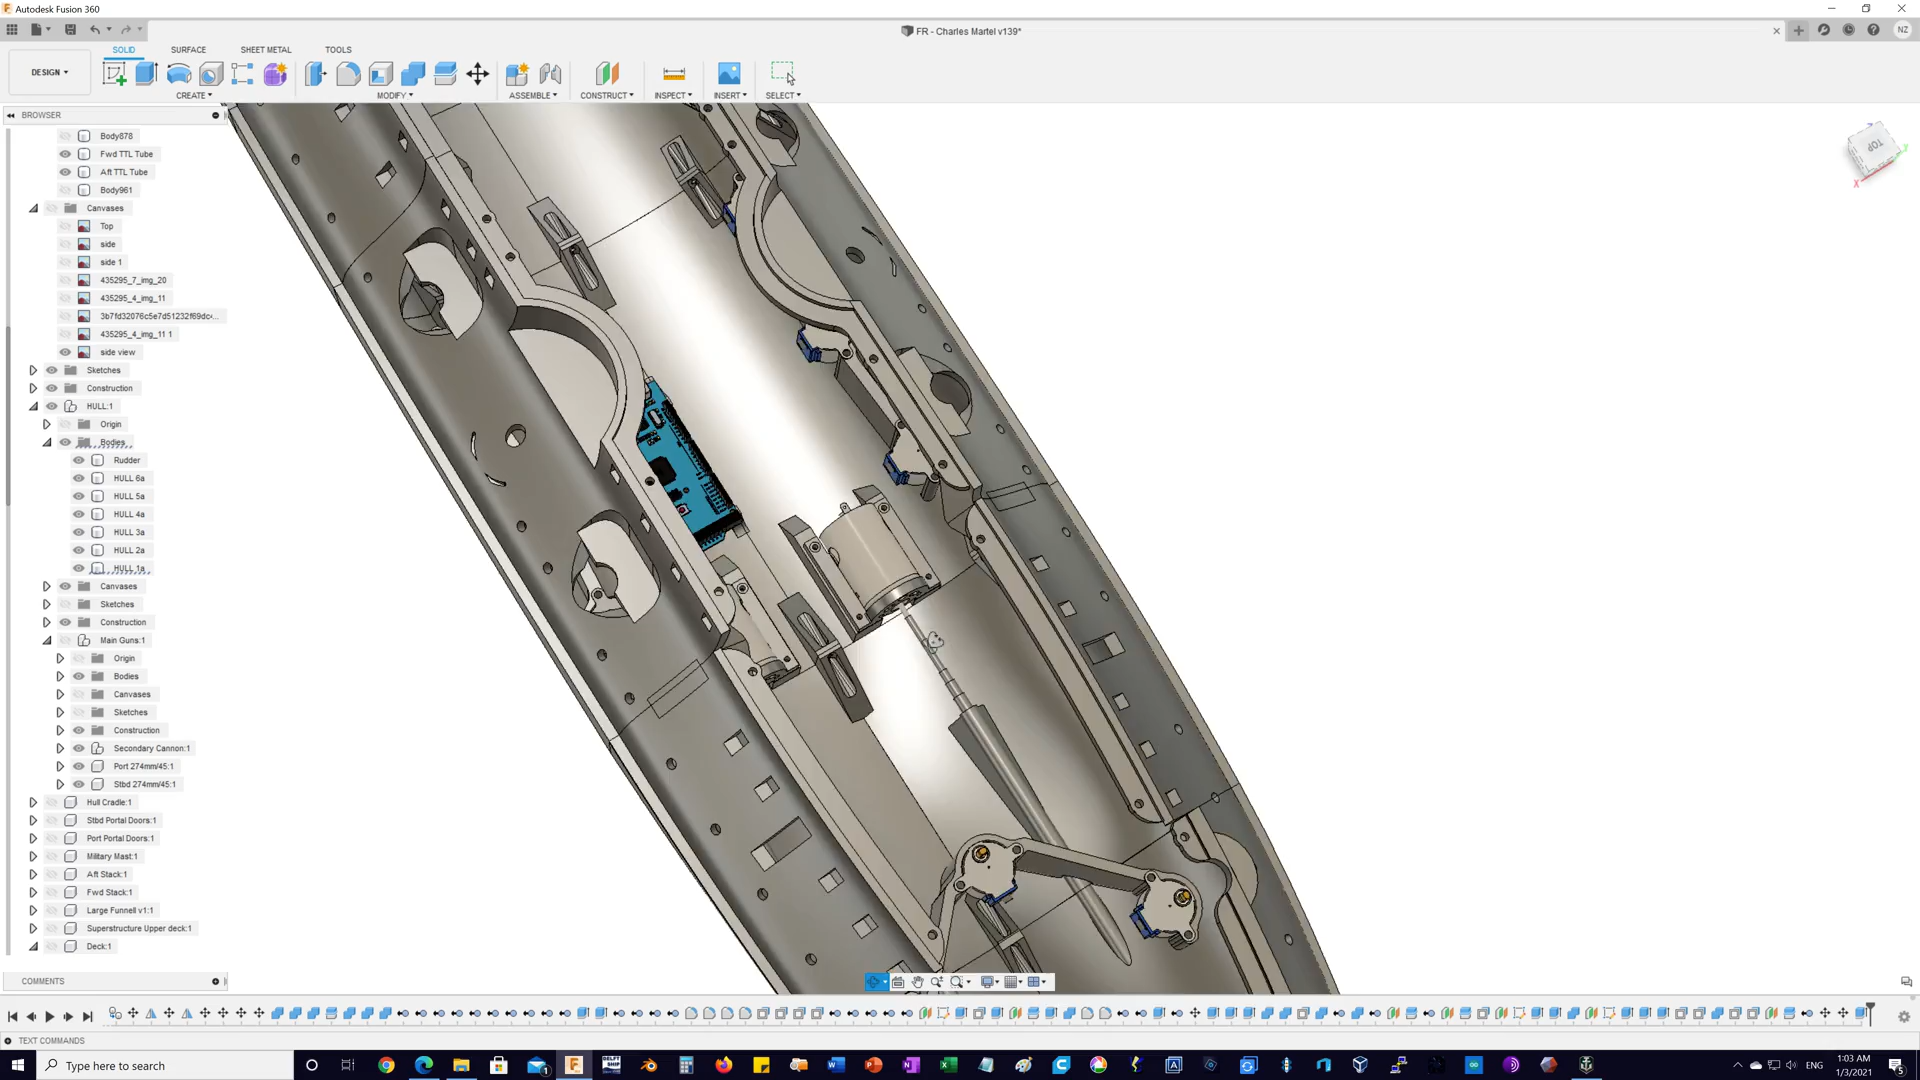 Autodesk Fusion 360
FR - Charles Martel v139*
NZ
DESIGN
SOLID
SURFACE
SHEET METAL
TOOLS
CREATE
MODIFY
ASSEMBLE
CONSTRUCT
INSPECT
INSERT
SELECT
BROWSER
Body878
Fwd TTL Tube
Aft TTL Tube
Body961
Canvases
Top
side
side 1
435295_7_img_20
435295_4_img_11
3b7fd32076c5e7d51232f69dc...
435295_4_img_11 1
side view
Sketches
Construction
HULL:1
Origin
Bodies
Rudder
HULL 6a
HULL 5a
HULL 4a
HULL 3a
HULL 2a
HULL 1a
Canvases
Sketches
Construction
Main Guns:1
Origin
Bodies
Canvases
Sketches
Construction
Secondary Cannon:1
Port 274mm/45:1
Stbd 274mm/45:1
Hull Cradle:1
Stbd Portal Doors:1
Port Portal Doors:1
Military Mast:1
Aft Stack:1
Fwd Stack:1
Large Funnell v1:1
Superstructure Upper deck:1
Deck:1
TOP
X
COMMENTS
TEXT COMMANDS
Type here to search
ENG
1:03 AM
1/3/2021